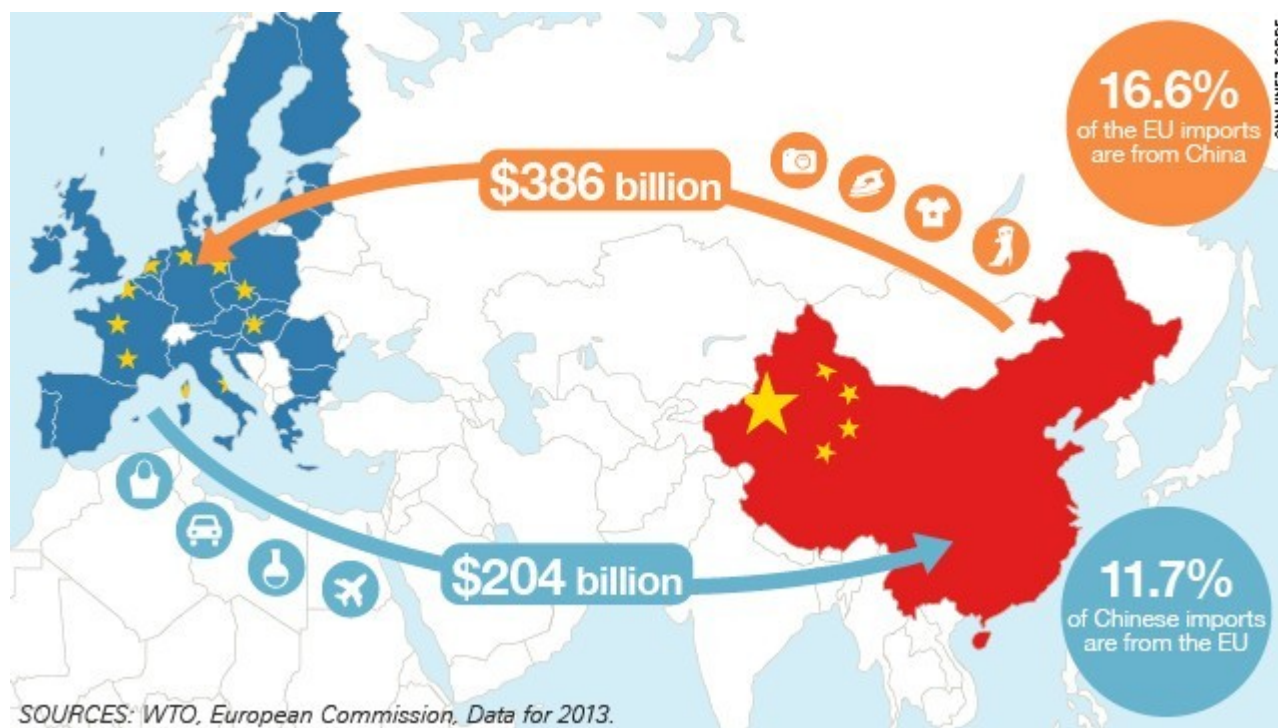 16.6%
of the EU imports
are from China
$386 billion
$204 billion
11.7%
of Chinese imports
are from the EU
SOURCES: WTO, European Commission, Data for 2013.